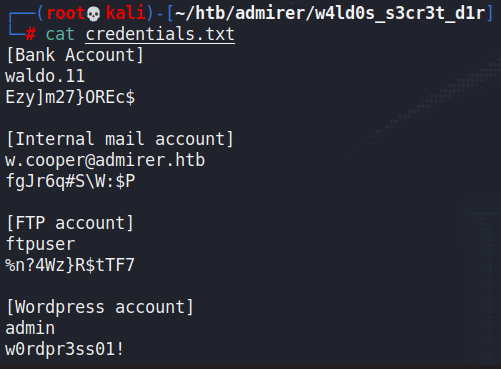 ┌──(root💀kali)-[~/htb/admirer/w4ld0s_s3cr3t_d1r]
└─# cat credentials.txt
[Bank Account]
waldo.11
Ezy]m27}OREc$
[Internal mail account]
w.cooper@admirer.htb
fgJr6q#S\W:$P
[FTP account]
ftpuser
%n?4Wz}R$tTF7
[Wordpress account]
admin
w0rdpr3ss01!